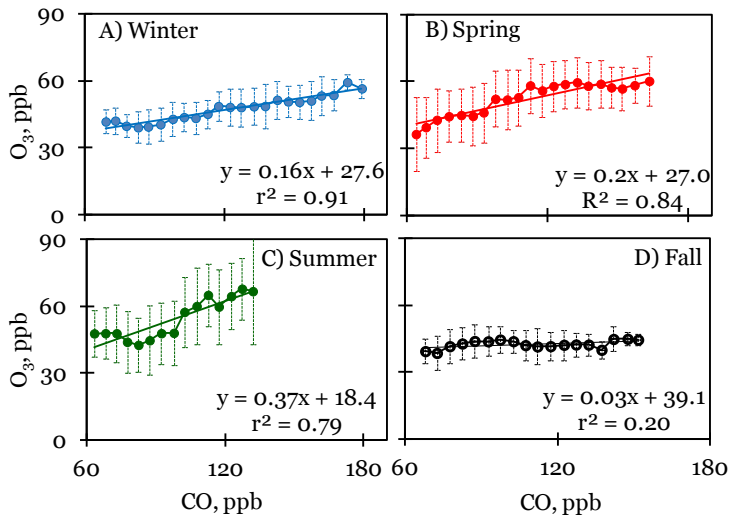 A) Winter
O₃, ppb
90
60
30
0
y = 0.16x + 27.6
r² = 0.91
B) Spring
y = 0.2x + 27.0
R² = 0.84
C) Summer
O₃, ppb
90
60
30
0
y = 0.37x + 18.4
r² = 0.79
60
120
180
CO, ppb
D) Fall
y = 0.03x + 39.1
r² = 0.20
60
120
180
CO, ppb